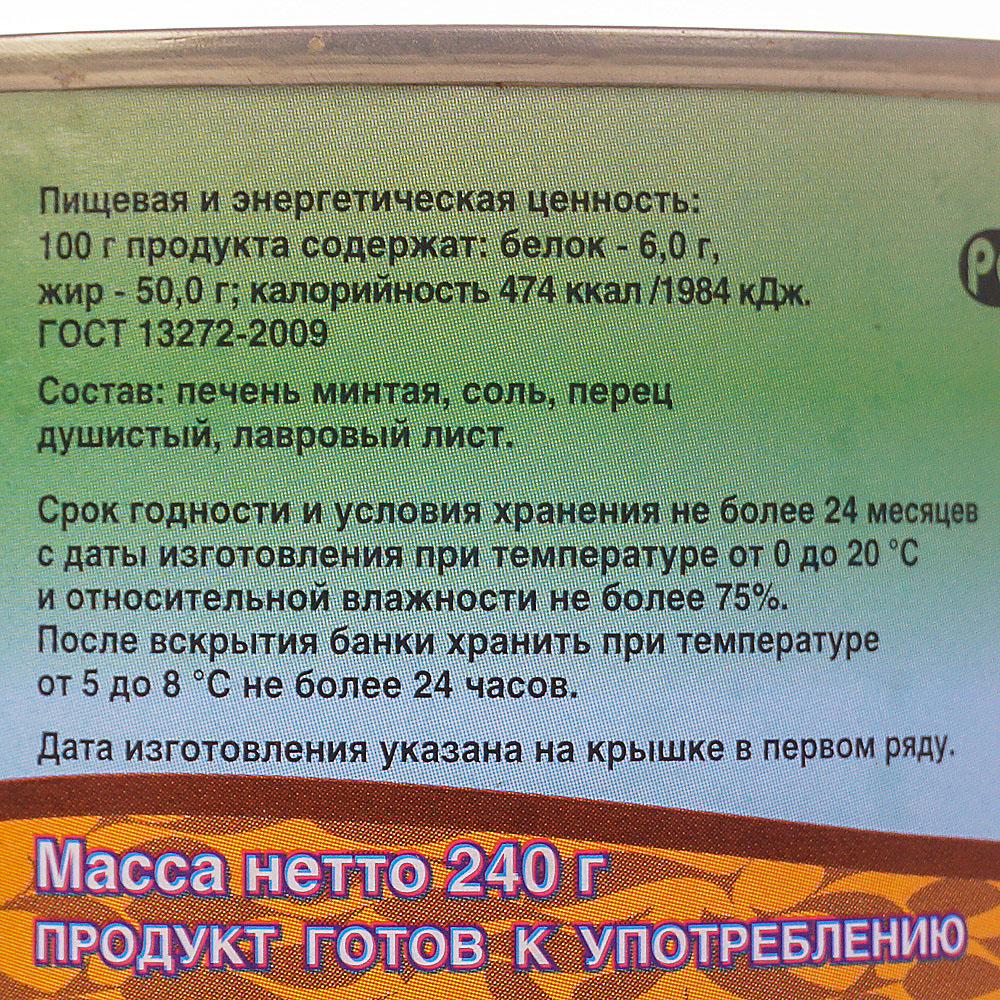 Пищевая и энергетическая ценность:
100 г продукта содержат: белок - 6,0 г,
жир - 50,0 г; калорийность 474 ккал /1984 кДж.
ГОСТ 13272-2009
Состав: печень минтая, соль, перец
душистый, лавровый лист.
Срок годности и условия хранения не более 24 месяцев
с даты изготовления при температуре от 0 до 20 °С
и относительной влажности не более 75%.
После вскрытия банки хранить при температуре
от 5 до 8 °С не более 24 часов.
Дата изготовления указана на крышке в первом ряду.
Масса нетто 240 г
ПРОДУКТ ГОТОВ К УПОТРЕБЛЕНИЮ